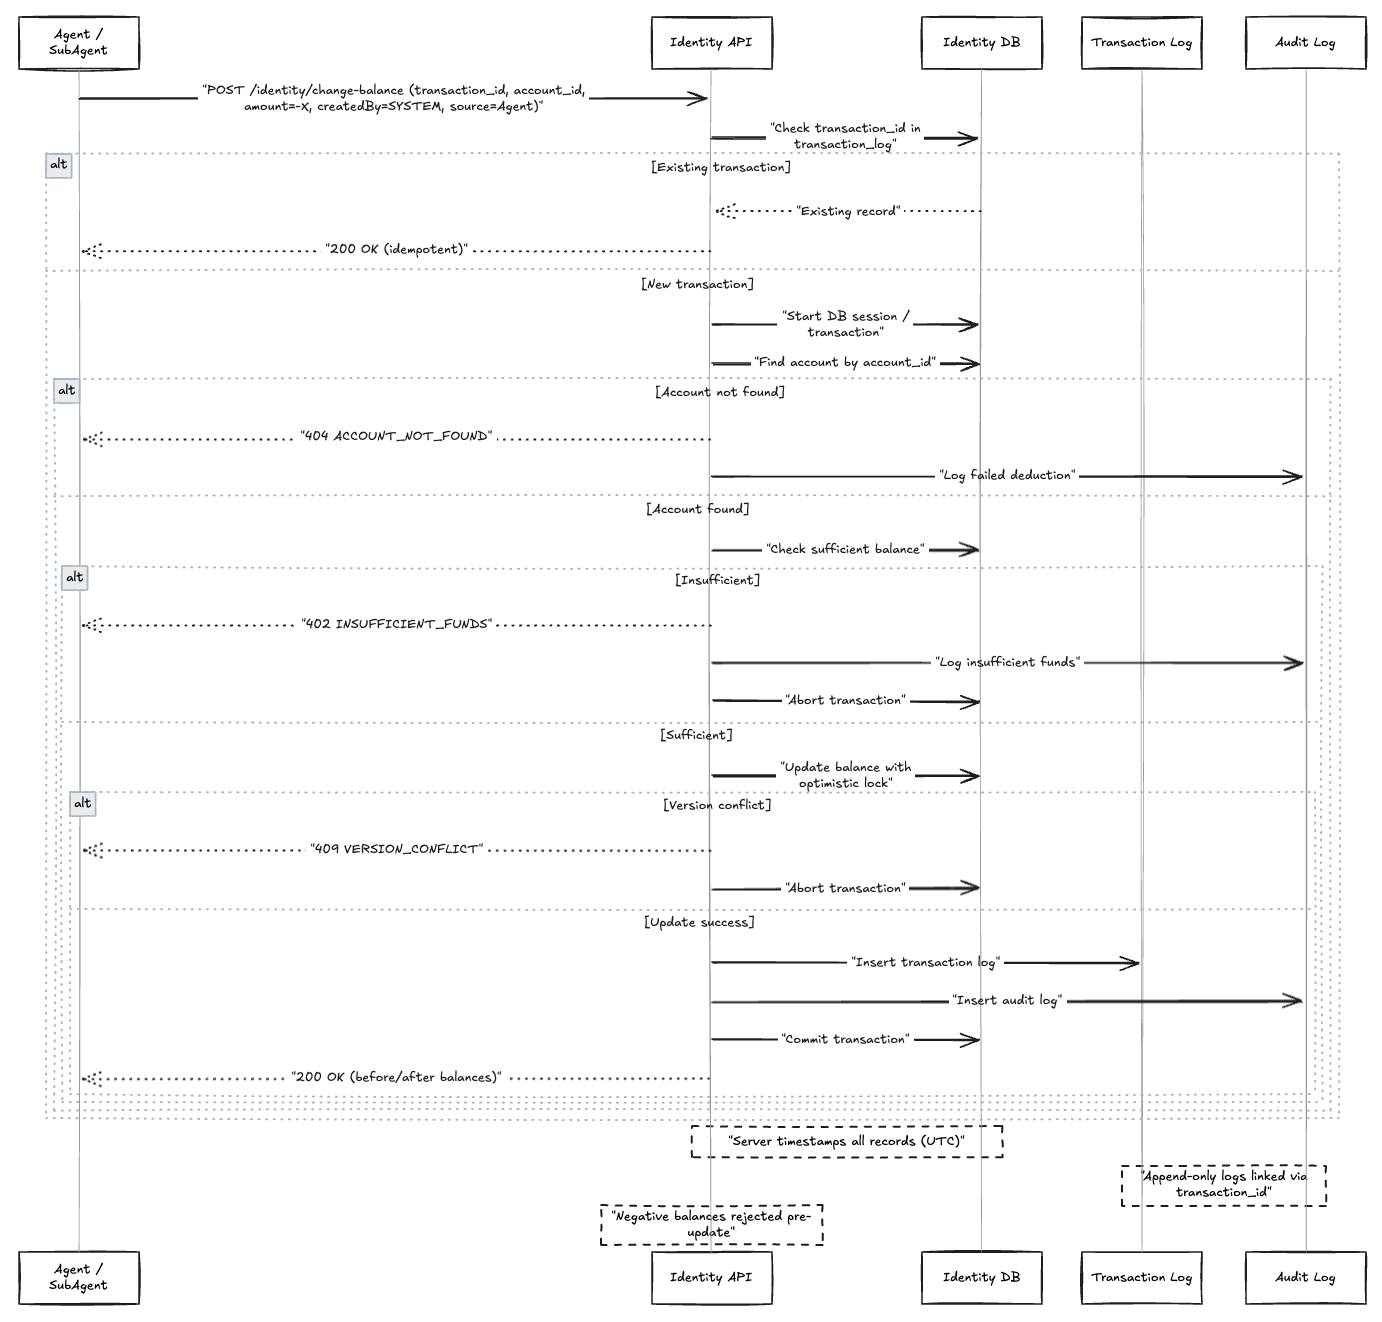 Agent /
SubAgent
Identity API
Identity DB
Transaction Log
Audit Log
"POST /identity/change-balance (transaction_id, account_id,
amount=-X, createdBy=SYSTEM, source=Agent)"
"Check transaction_id in
transaction_log"
alt
[Existing transaction]
"Existing record"
"200 OK (idempotent)"
[New transaction]
"Start DB session /
transaction"
"Find account by account_id"
alt
[Account not found]
"404 ACCOUNT_NOT_FOUND"
"Log failed deduction"
[Account found]
"Check sufficient balance"
alt
[Insufficient]
"402 INSUFFICIENT_FUNDS"
"Log insufficient funds"
"Abort transaction"
[Sufficient]
"Update balance with
optimistic lock"
alt
[Version conflict]
"409 VERSION_CONFLICT"
"Abort transaction"
[Update success]
"Insert transaction log"
"Insert audit log"
"Commit transaction"
"200 OK (before/after balances)"
"Server timestamps all records (UTC)"
"Append-only logs linked via
transaction_id"
"Negative balances rejected pre-
update"
Agent /
SubAgent
Identity API
Identity DB
Transaction Log
Audit Log